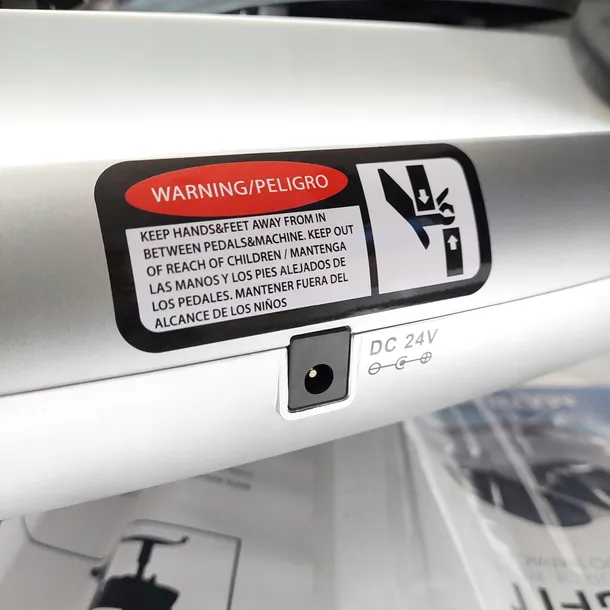 WARNING/PELIGRO
KEEP HANDS&FEET AWAY FROM IN
BETWEEN PEDALS&MACHINE. KEEP OUT
OF REACH OF CHILDREN / MANTENGA
LAS MANOS Y LOS PIES ALEJADOS DE
LOS PEDALES. MANTENER FUERA DEL
ALCANCE DE LOS NIÑOS
DC 24V